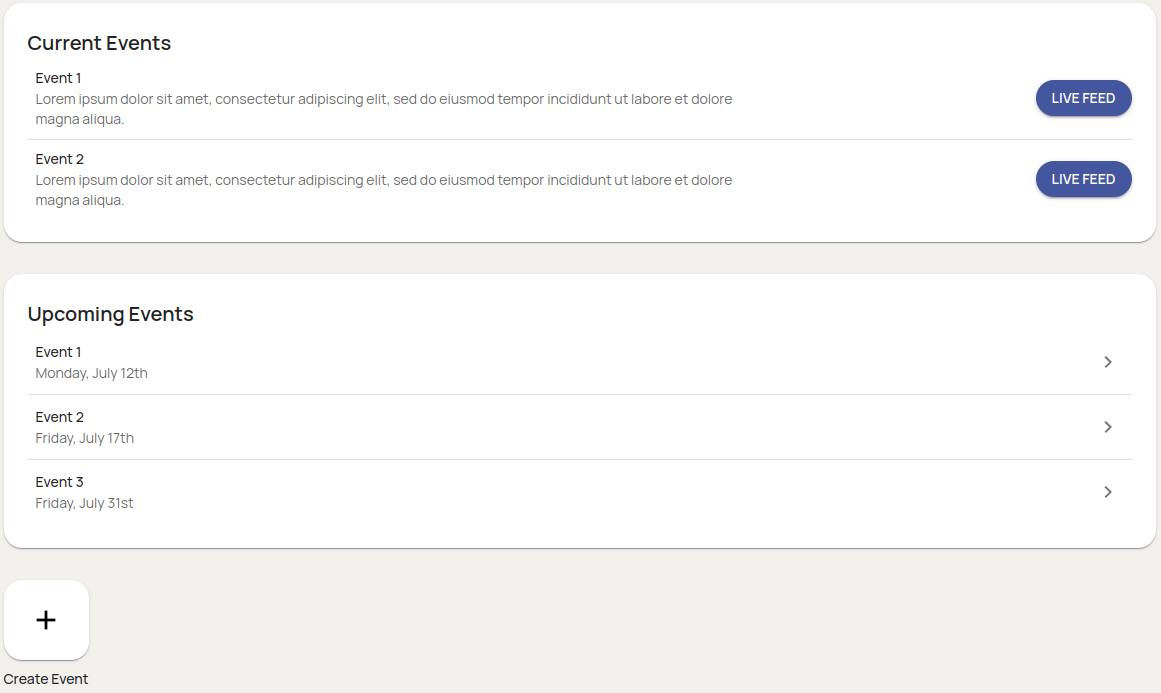 Current Events
Event 1
Lorem ipsum dolor sit amet, consectetur adipiscing elit, sed do eiusmod tempor incididunt ut labore et dolore
magna aliqua.
LIVE FEED
Event 2
Lorem ipsum dolor sit amet, consectetur adipiscing elit, sed do eiusmod tempor incididunt ut labore et dolore
magna aliqua.
LIVE FEED
Upcoming Events
Event 1
Monday, July 12th
Event 2
Friday, July 17th
Event 3
Friday, July 31st
Create Event